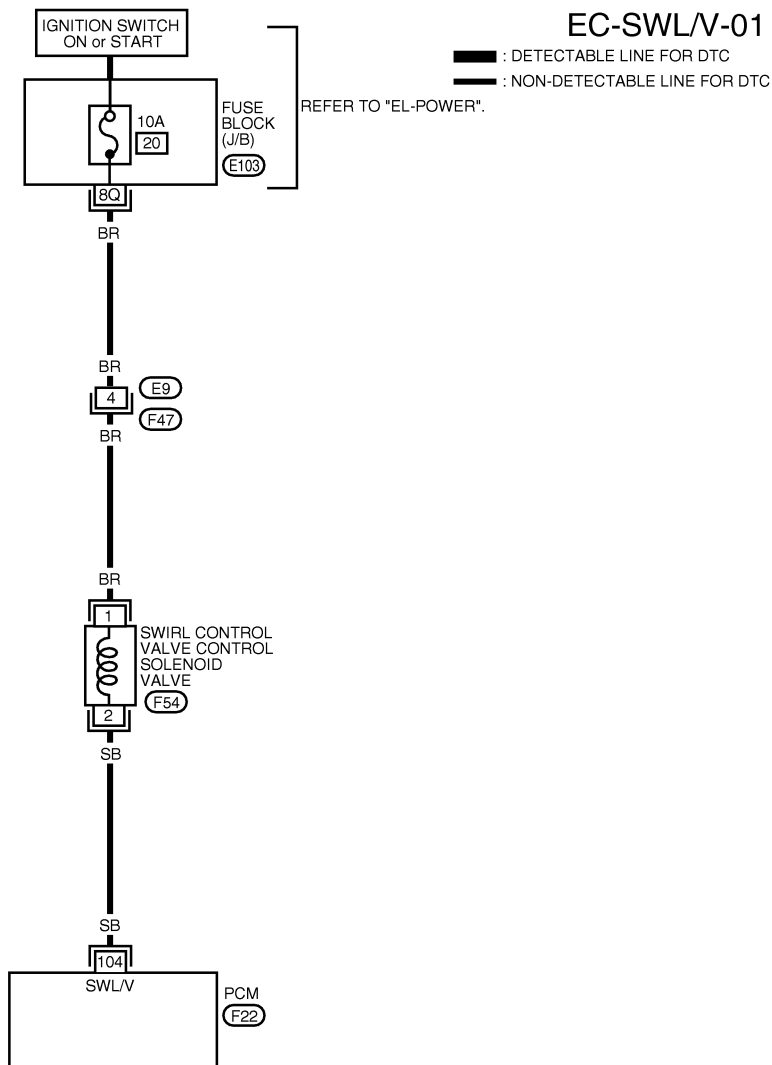 EC-SWL/V-01
: DETECTABLE LINE FOR DTC
: NON-DETECTABLE LINE FOR DTC
IGNITION SWITCH
ON or START
REFER TO "EL-POWER".
10A
20
FUSE
BLOCK
(J/B)
E103
8Q
BR
BR
4
E9
F47
BR
BR
1
SWIRL CONTROL
VALVE CONTROL
SOLENOID
VALVE
F54
2
SB
SB
104
SWL/V
PCM
F22